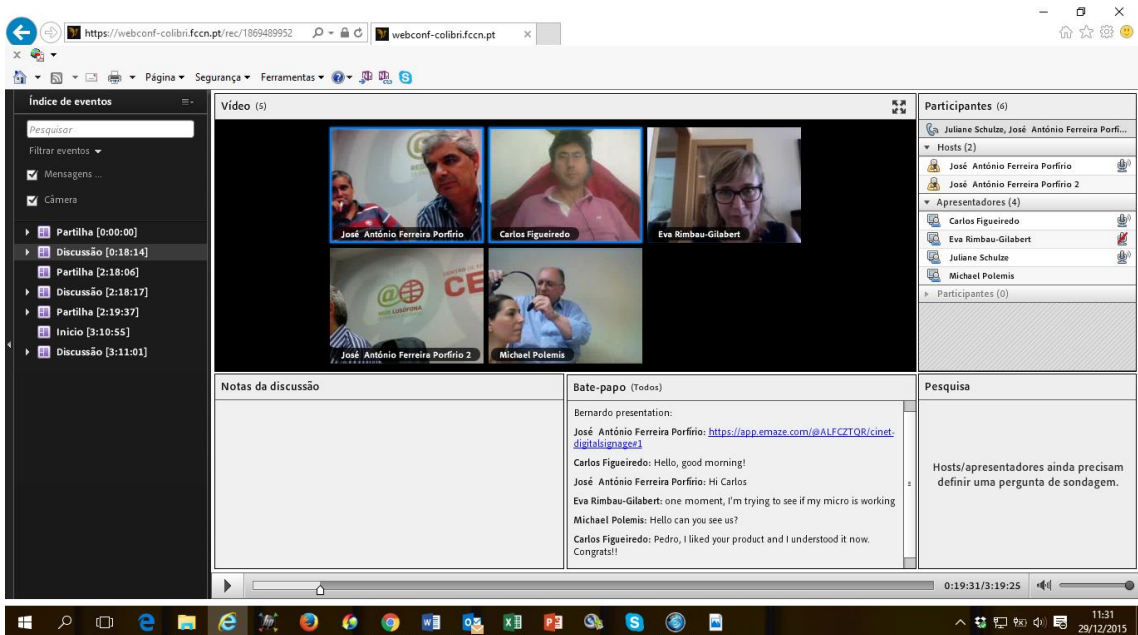 https://webconf-colibri.fccn.pt/rec/1869489952
webconf-colibri.fccn.pt
Página
Segurança
Ferramentas
Índice de eventos
Pesquisar
Filtrar eventos
Mensagens ...
Câmera
Partilha [0:00:00]
Discussão [0:18:14]
Partilha [2:18:06]
Discussão [2:18:17]
Partilha [2:19:37]
Inicio [3:10:55]
Discussão [3:11:01]
Vídeo (5)
José António Ferreira Porfírio
Carlos Figueiredo
Eva Rimbau-Gilabert
REDE LUSÓFONA
CE
José António Ferreira Porfírio 2
Michael Polemis
Participantes (6)
Juliane Schulze, José António Ferreira Porfí...
Hosts (2)
José António Ferreira Porfírio
José António Ferreira Porfírio 2
Apresentadores (4)
Carlos Figueiredo
Eva Rimbau-Gilabert
Juliane Schulze
Michael Polemis
Participantes (0)
Notas da discussão
Bate-papo (Todos)
Bernardo presentation:
José António Ferreira Porfírio: https://app.emaze.com/@ALFCZTQR/cinet-
digitalsignage#1
Carlos Figueiredo: Hello, good morning!
José António Ferreira Porfírio: Hi Carlos
Eva Rimbau-Gilabert: one moment, I'm trying to see if my micro is working
Michael Polemis: Hello can you see us?
Carlos Figueiredo: Pedro, I liked your product and I understood it now.
Congrats!!
Pesquisa
Hosts/apresentadores ainda precisam
definir uma pergunta de sondagem.
0:19:31/3:19:25
11:31
29/12/2015